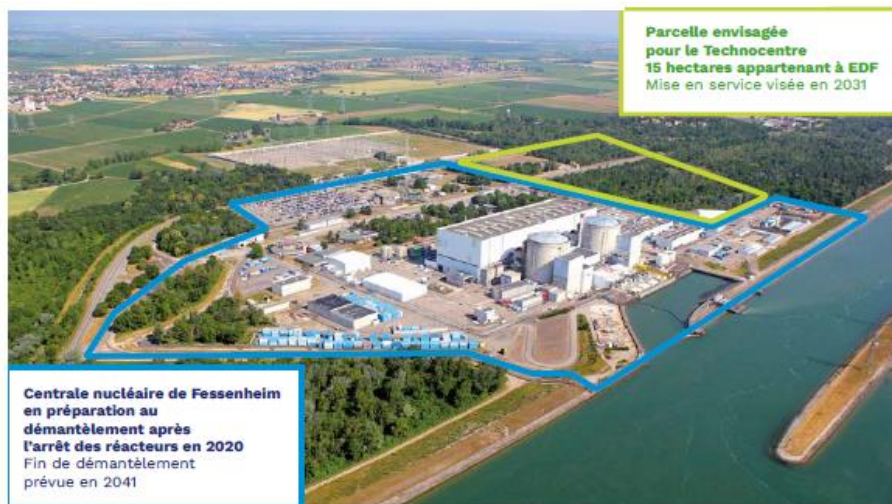 Parcelle envisagée
pour le Technocentre
15 hectares appartenant à EDF
Mise en service visée en 2031
Centrale nucléaire de Fessenheim
en préparation au
démantèlement après
l'arrêt des réacteurs en 2020
Fin de démantèlement
prévue en 2041